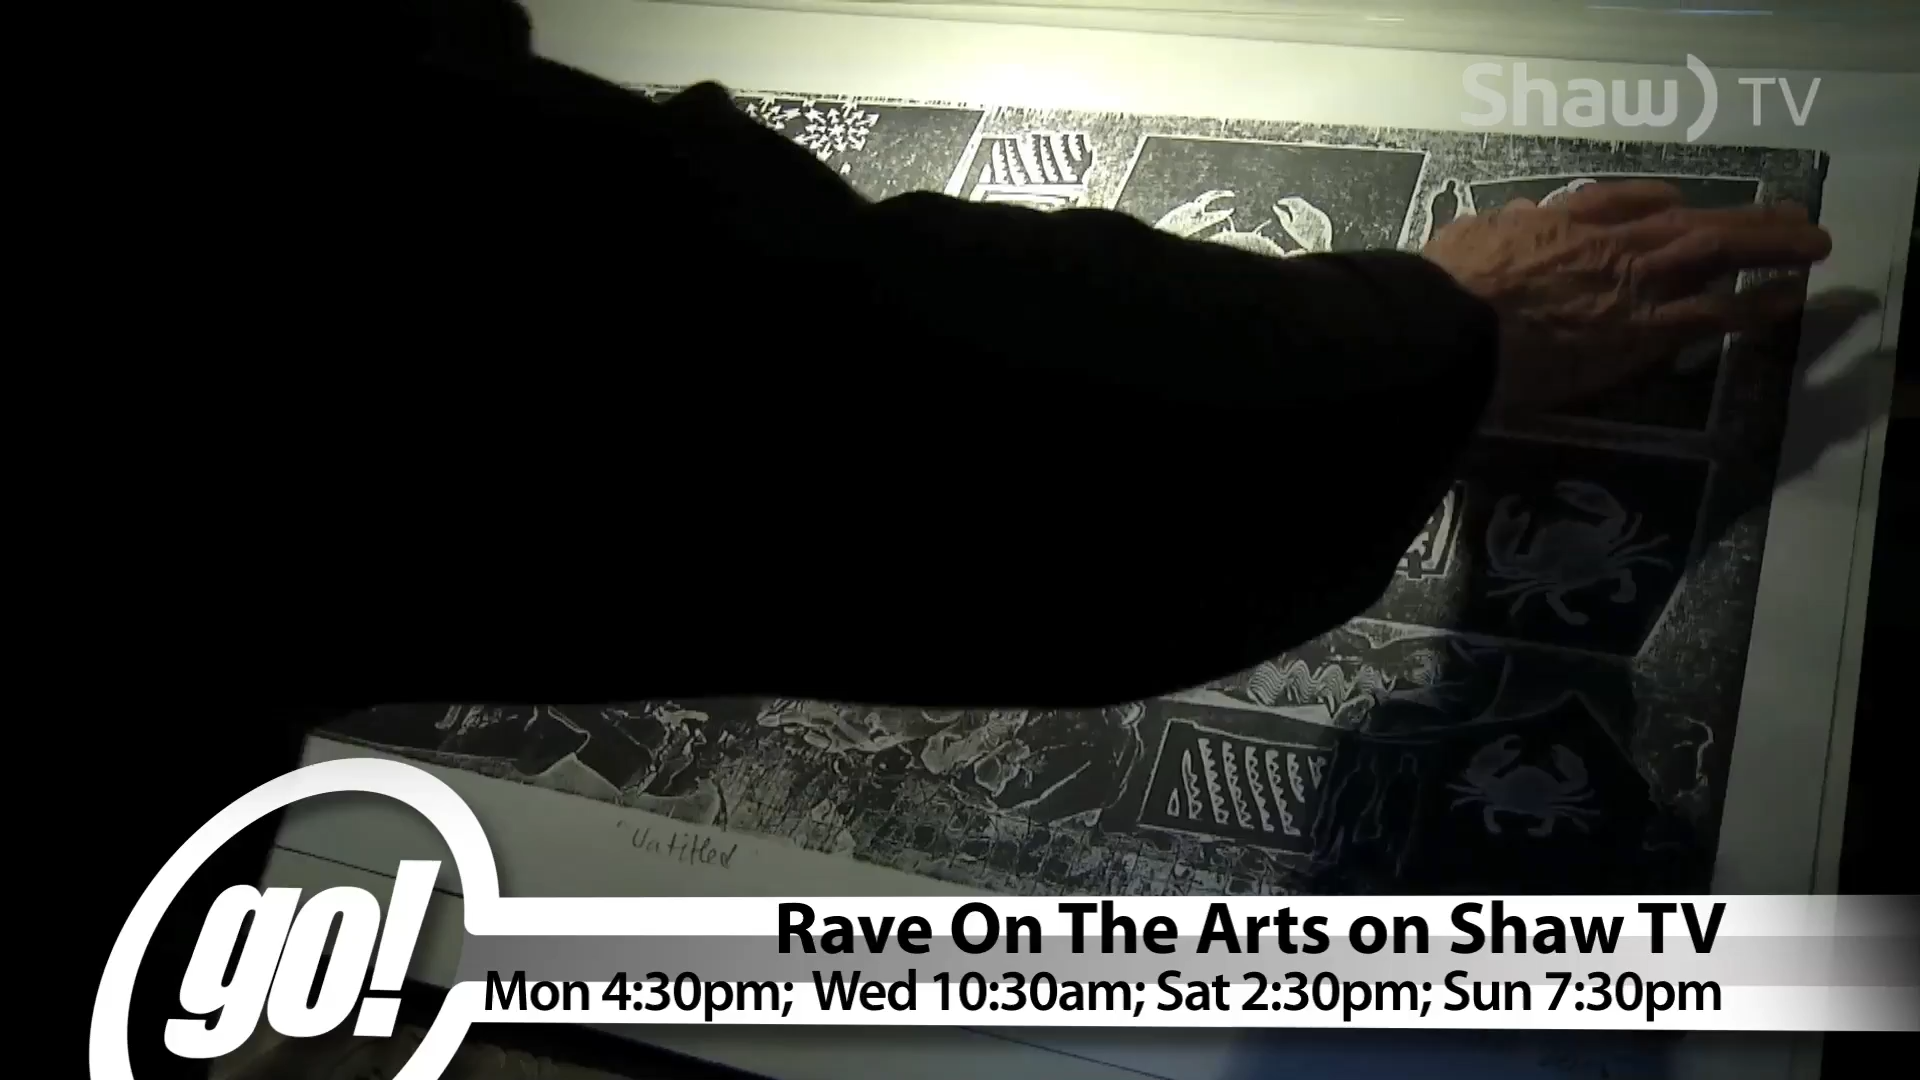 Shaw) TV
"Untitled"
go!
Rave On The Arts on Shaw TV
Mon 4:30pm; Wed 10:30am; Sat 2:30pm; Sun 7:30pm